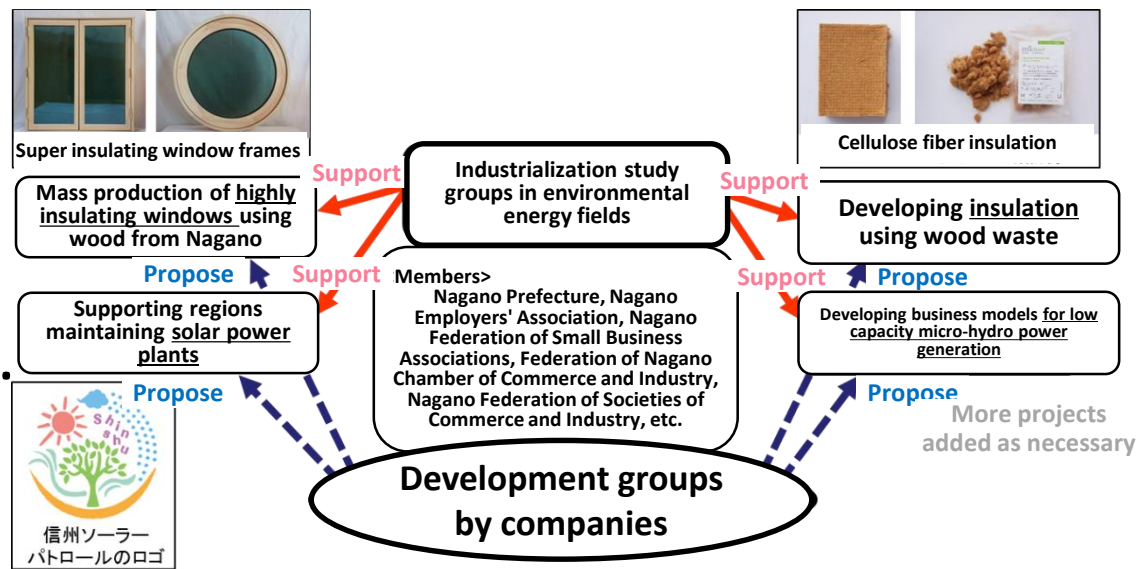 Super insulating window frames
Cellulose fiber insulation
Support
Industrialization study
groups in environmental
energy fields
Support
Mass production of highly
insulating windows using
wood from Nagano
Developing insulation
using wood waste
Propose
Support
Support
Propose
Members>
Nagano Prefecture, Nagano
Employers' Association, Nagano
Federation of Small Business
Associations, Federation of Nagano
Chamber of Commerce and Industry,
Nagano Federation of Societies of
Commerce and Industry, etc.
Supporting regions
maintaining solar power
plants
Developing business models for low
capacity micro-hydro power
generation
Propose
Propose
More projects
added as necessary
shin
shu
信州ソーラー
パトロールのロゴ
Development groups
by companies